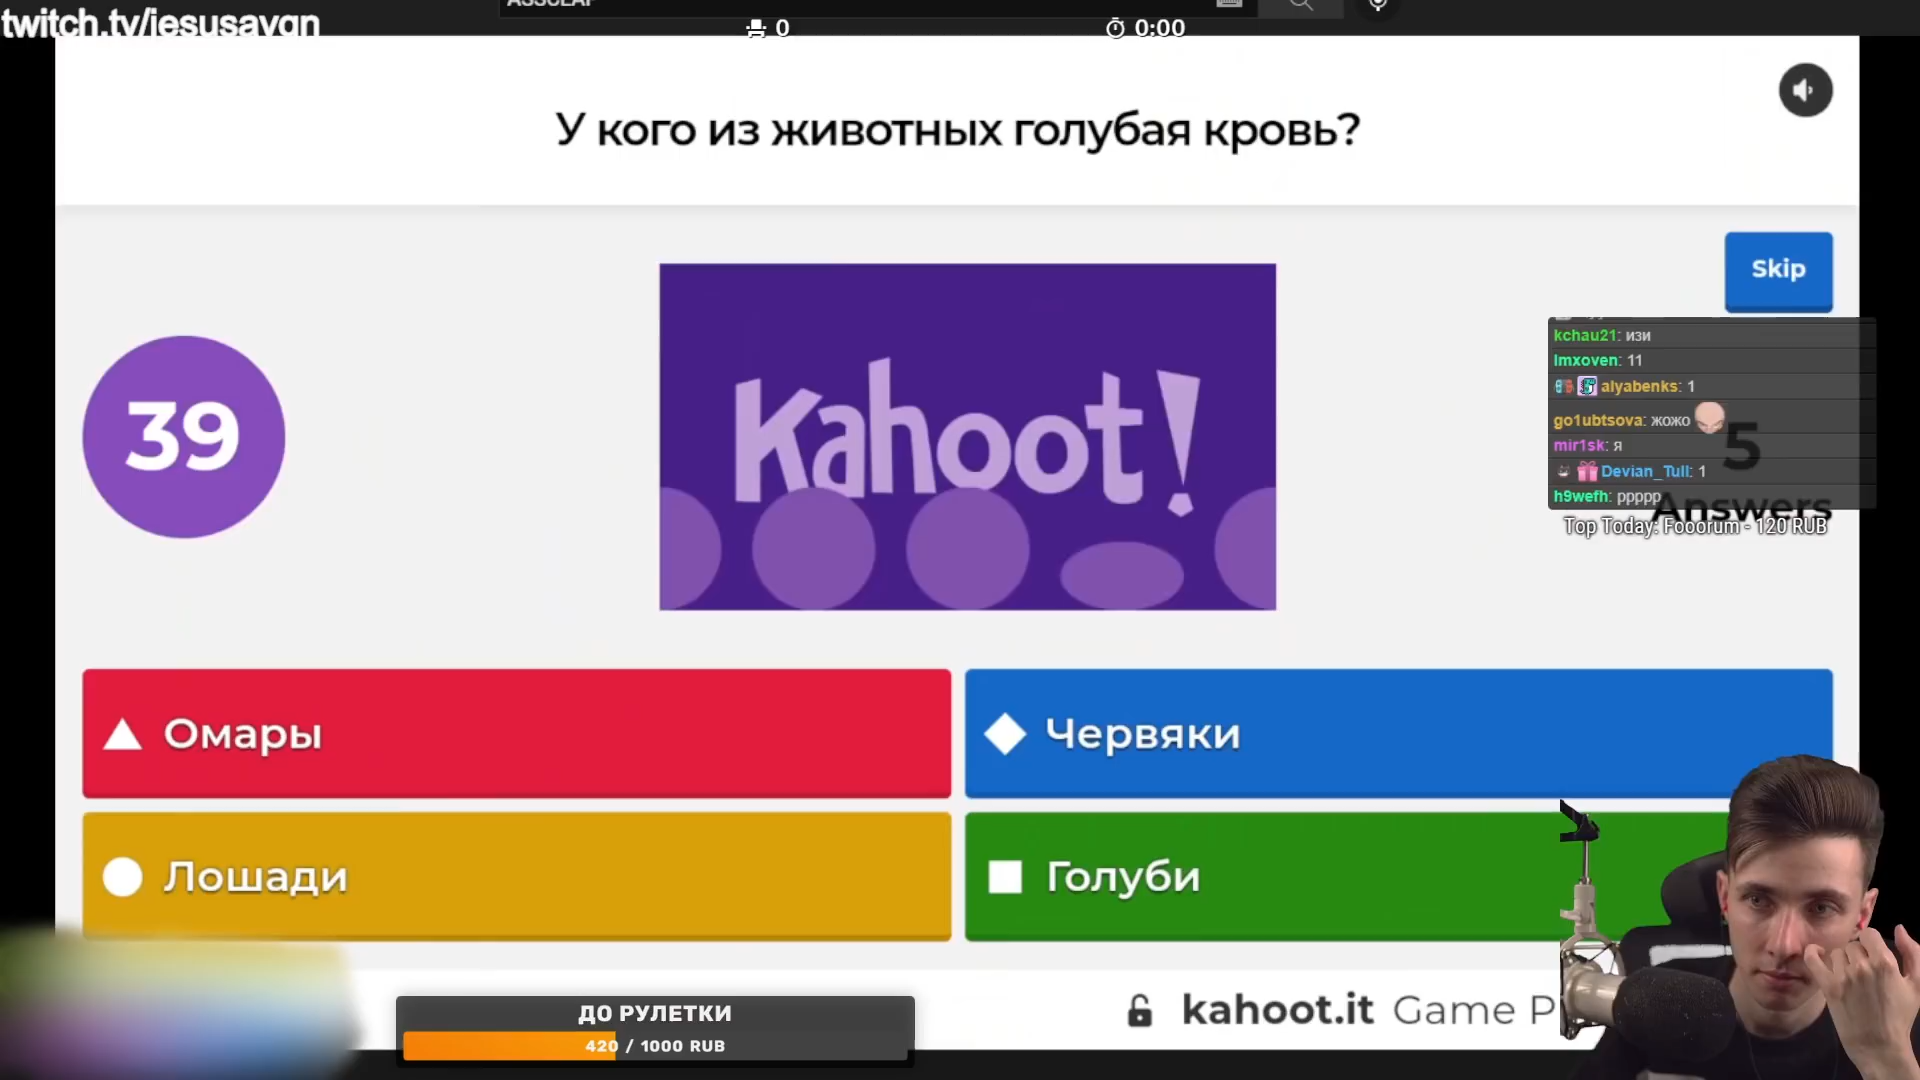 twitch.tv/jesusavgn
0
0:00
У кого из животных голубая кровь?
Skip
39
Kahoot!
kchau21: изи
Imxoven: 11
alyabenks: 1
go1ubtsova: жожо
mir1sk: я
Devian_Tull: 1
h9wefh: ррррр
5
Answers
Top Today: Fooorum - 120 RUB
Омары
Червяки
Лошади
Голуби
ДО РУЛЕТКИ
420 / 1000 RUB
kahoot.it Game P